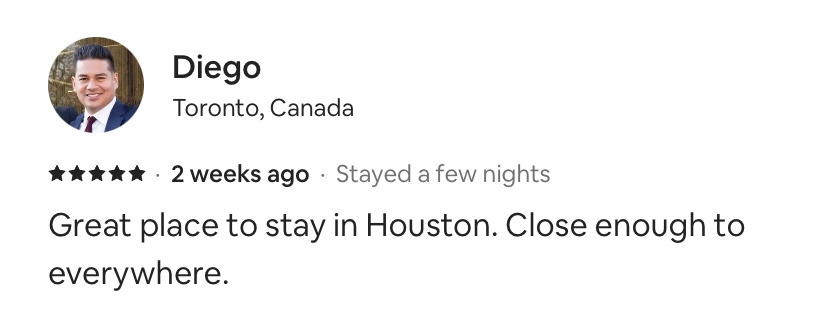 Diego
Toronto, Canada
★★★★★ · 2 weeks ago · Stayed a few nights
Great place to stay in Houston. Close enough to
everywhere.